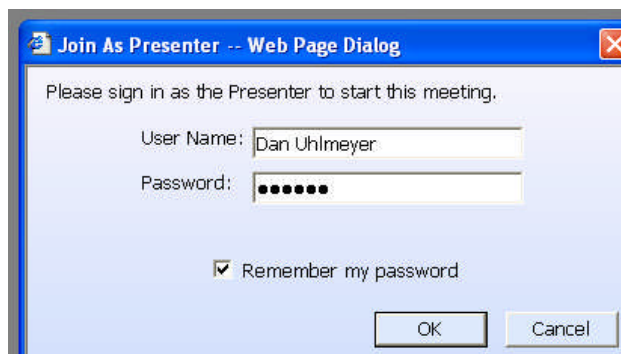 Join As Presenter -- Web Page Dialog
Please sign in as the Presenter to start this meeting.
User Name: Dan Uhlmeyer
Password: ●●●●●●
Remember my password
OK Cancel